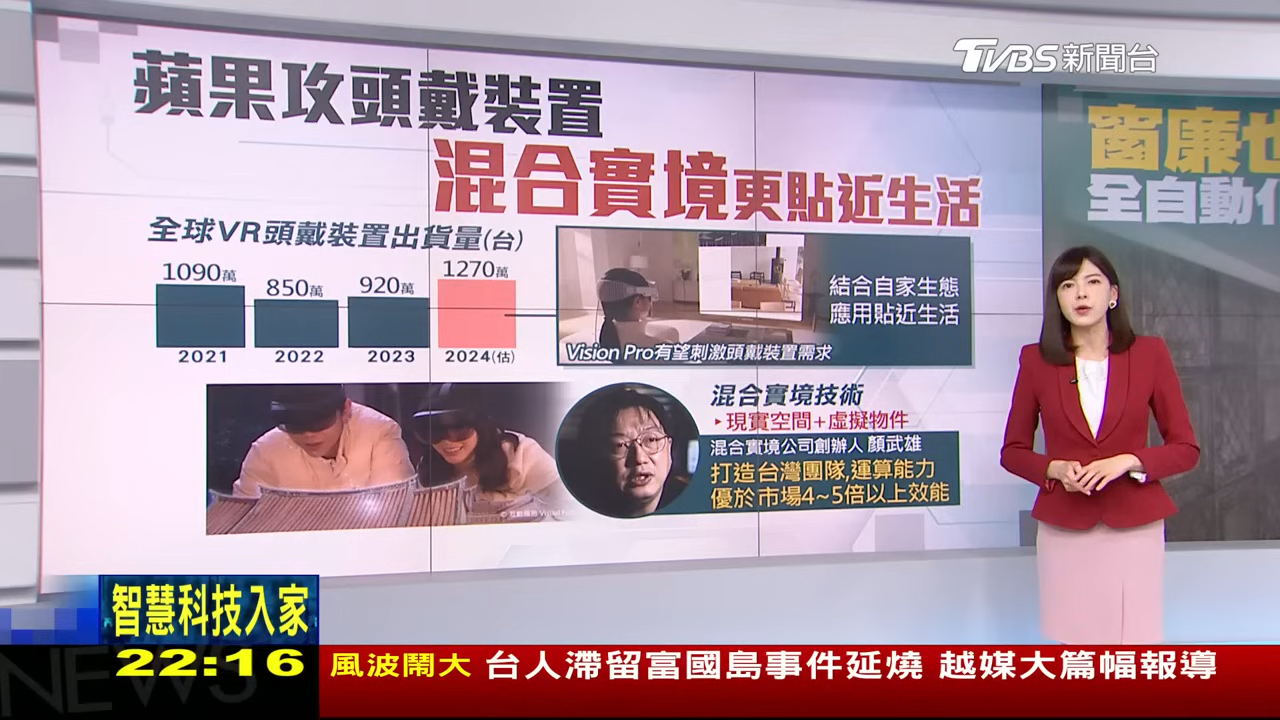 TVBS新聞台
蘋果攻頭戴裝置
混合實境更貼近生活
窗廉也
全自動化
全球VR頭戴裝置出貨量(台)
1090萬
850萬
920萬
1270萬
2021
2022
2023
2024(估)
結合自家生態
應用貼近生活
Vision Pro有望刺激頭戴裝置需求
混合實境技術
▸現實空間+虛擬物件
混合實境公司創辦人 顏武雄
打造台灣團隊,運算能力
優於市場4~5倍以上效能
智慧科技入家
22:16
風波鬧大 台人滯留富國島事件延燒 越媒大篇幅報導
NEWS